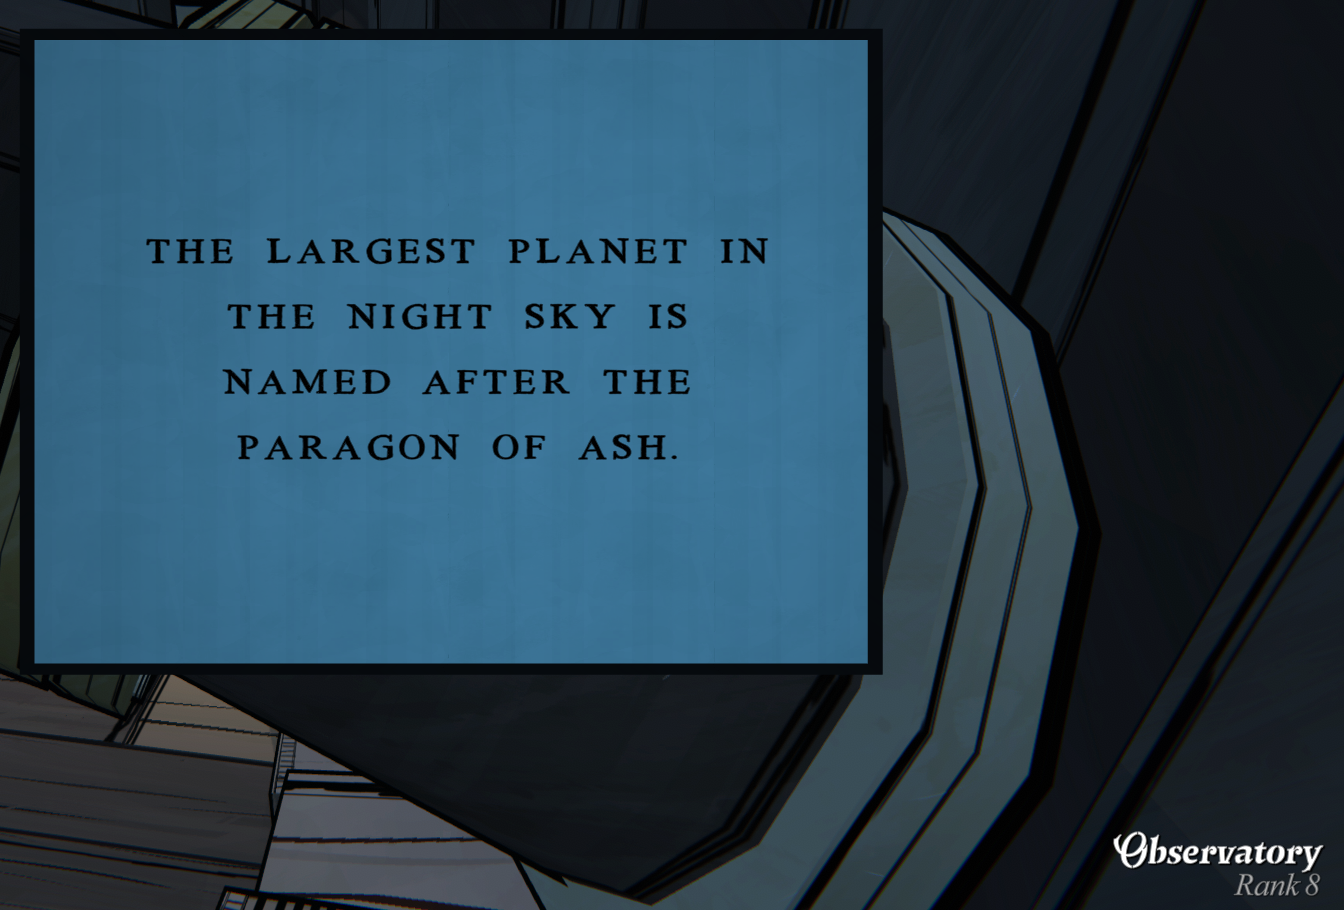 THE LARGEST PLANET IN
THE NIGHT SKY IS
NAMED AFTER THE
PARAGON OF ASH.
Observatory
Rank 8